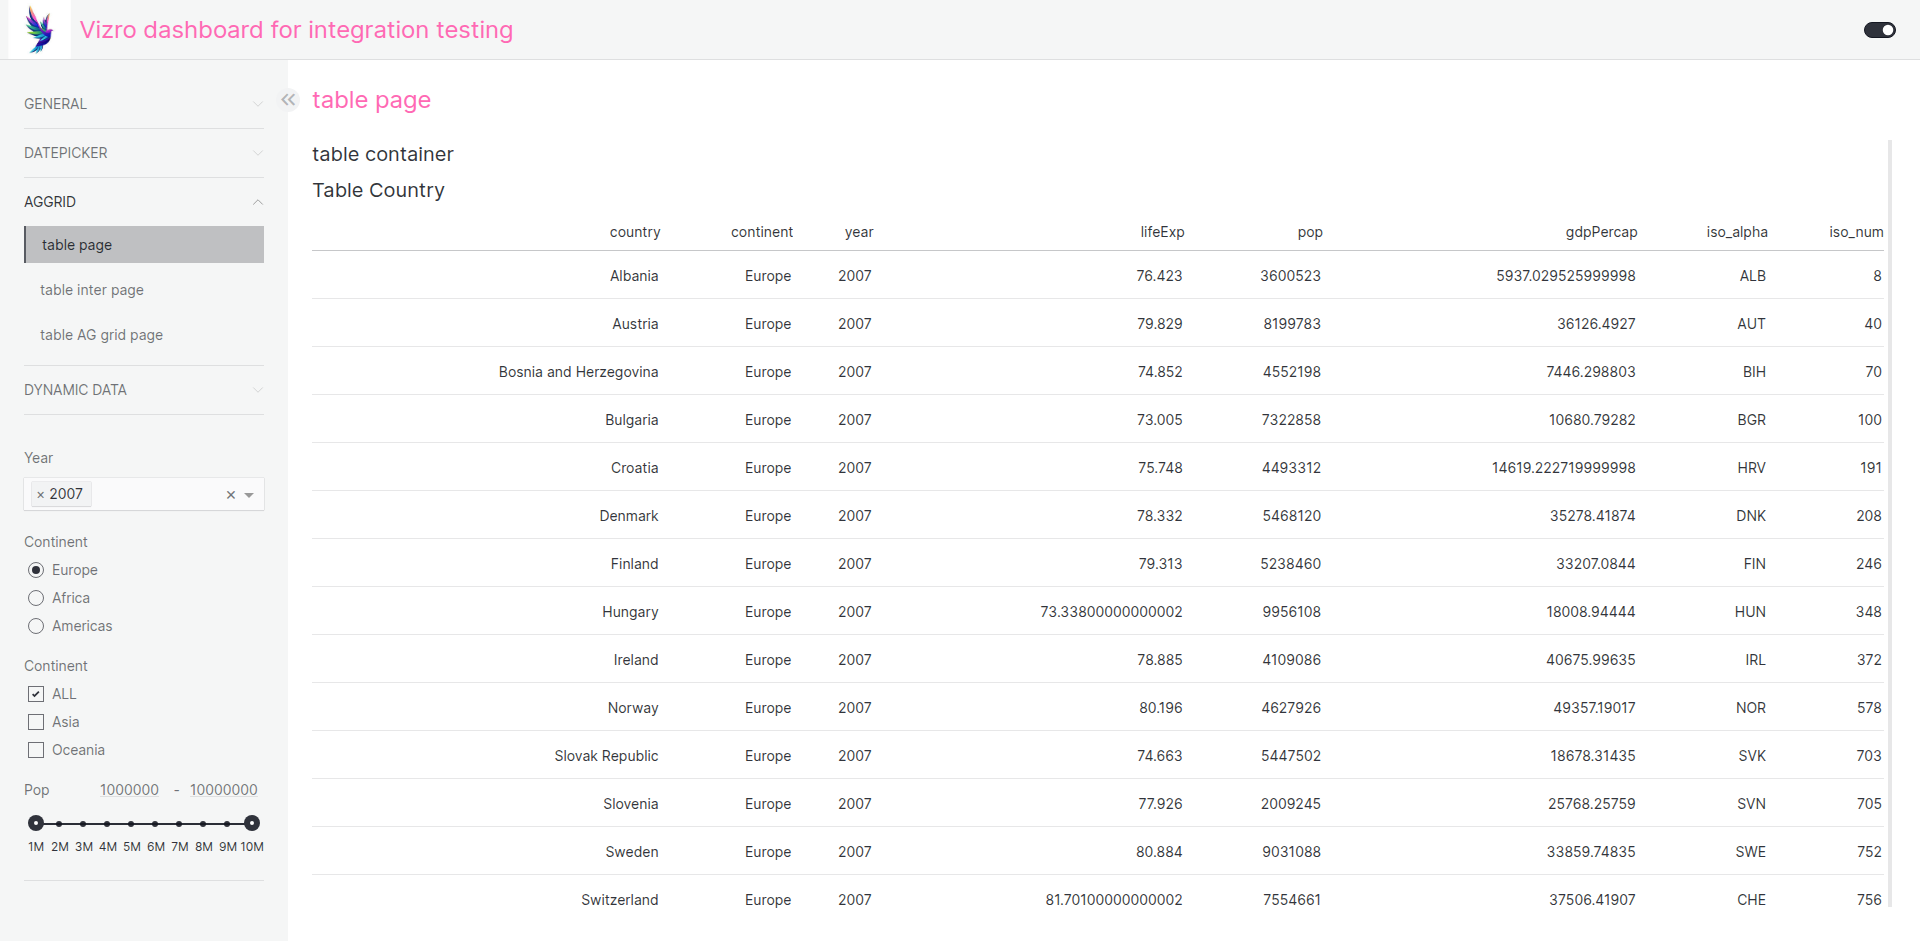 Vizro dashboard for integration testing
GENERAL
DATEPICKER
AGGRID
table page
table inter page
table AG grid page
DYNAMIC DATA
Year
× 2007
Continent
Europe
Africa
Americas
Continent
ALL
Asia
Oceania
Pop 1000000 - 10000000
1M 2M 3M 4M 5M 6M 7M 8M 9M 10M
table page
table container
Table Country
country continent year lifeExp pop gdpPercap iso_alpha iso_num
Albania Europe 2007 76.423 3600523 5937.029525999998 ALB 8
Austria Europe 2007 79.829 8199783 36126.4927 AUT 40
Bosnia and Herzegovina Europe 2007 74.852 4552198 7446.298803 BIH 70
Bulgaria Europe 2007 73.005 7322858 10680.79282 BGR 100
Croatia Europe 2007 75.748 4493312 14619.222719999998 HRV 191
Denmark Europe 2007 78.332 5468120 35278.41874 DNK 208
Finland Europe 2007 79.313 5238460 33207.0844 FIN 246
Hungary Europe 2007 73.33800000000002 9956108 18008.94444 HUN 348
Ireland Europe 2007 78.885 4109086 40675.99635 IRL 372
Norway Europe 2007 80.196 4627926 49357.19017 NOR 578
Slovak Republic Europe 2007 74.663 5447502 18678.31435 SVK 703
Slovenia Europe 2007 77.926 2009245 25768.25759 SVN 705
Sweden Europe 2007 80.884 9031088 33859.74835 SWE 752
Switzerland Europe 2007 81.70100000000002 7554661 37506.41907 CHE 756